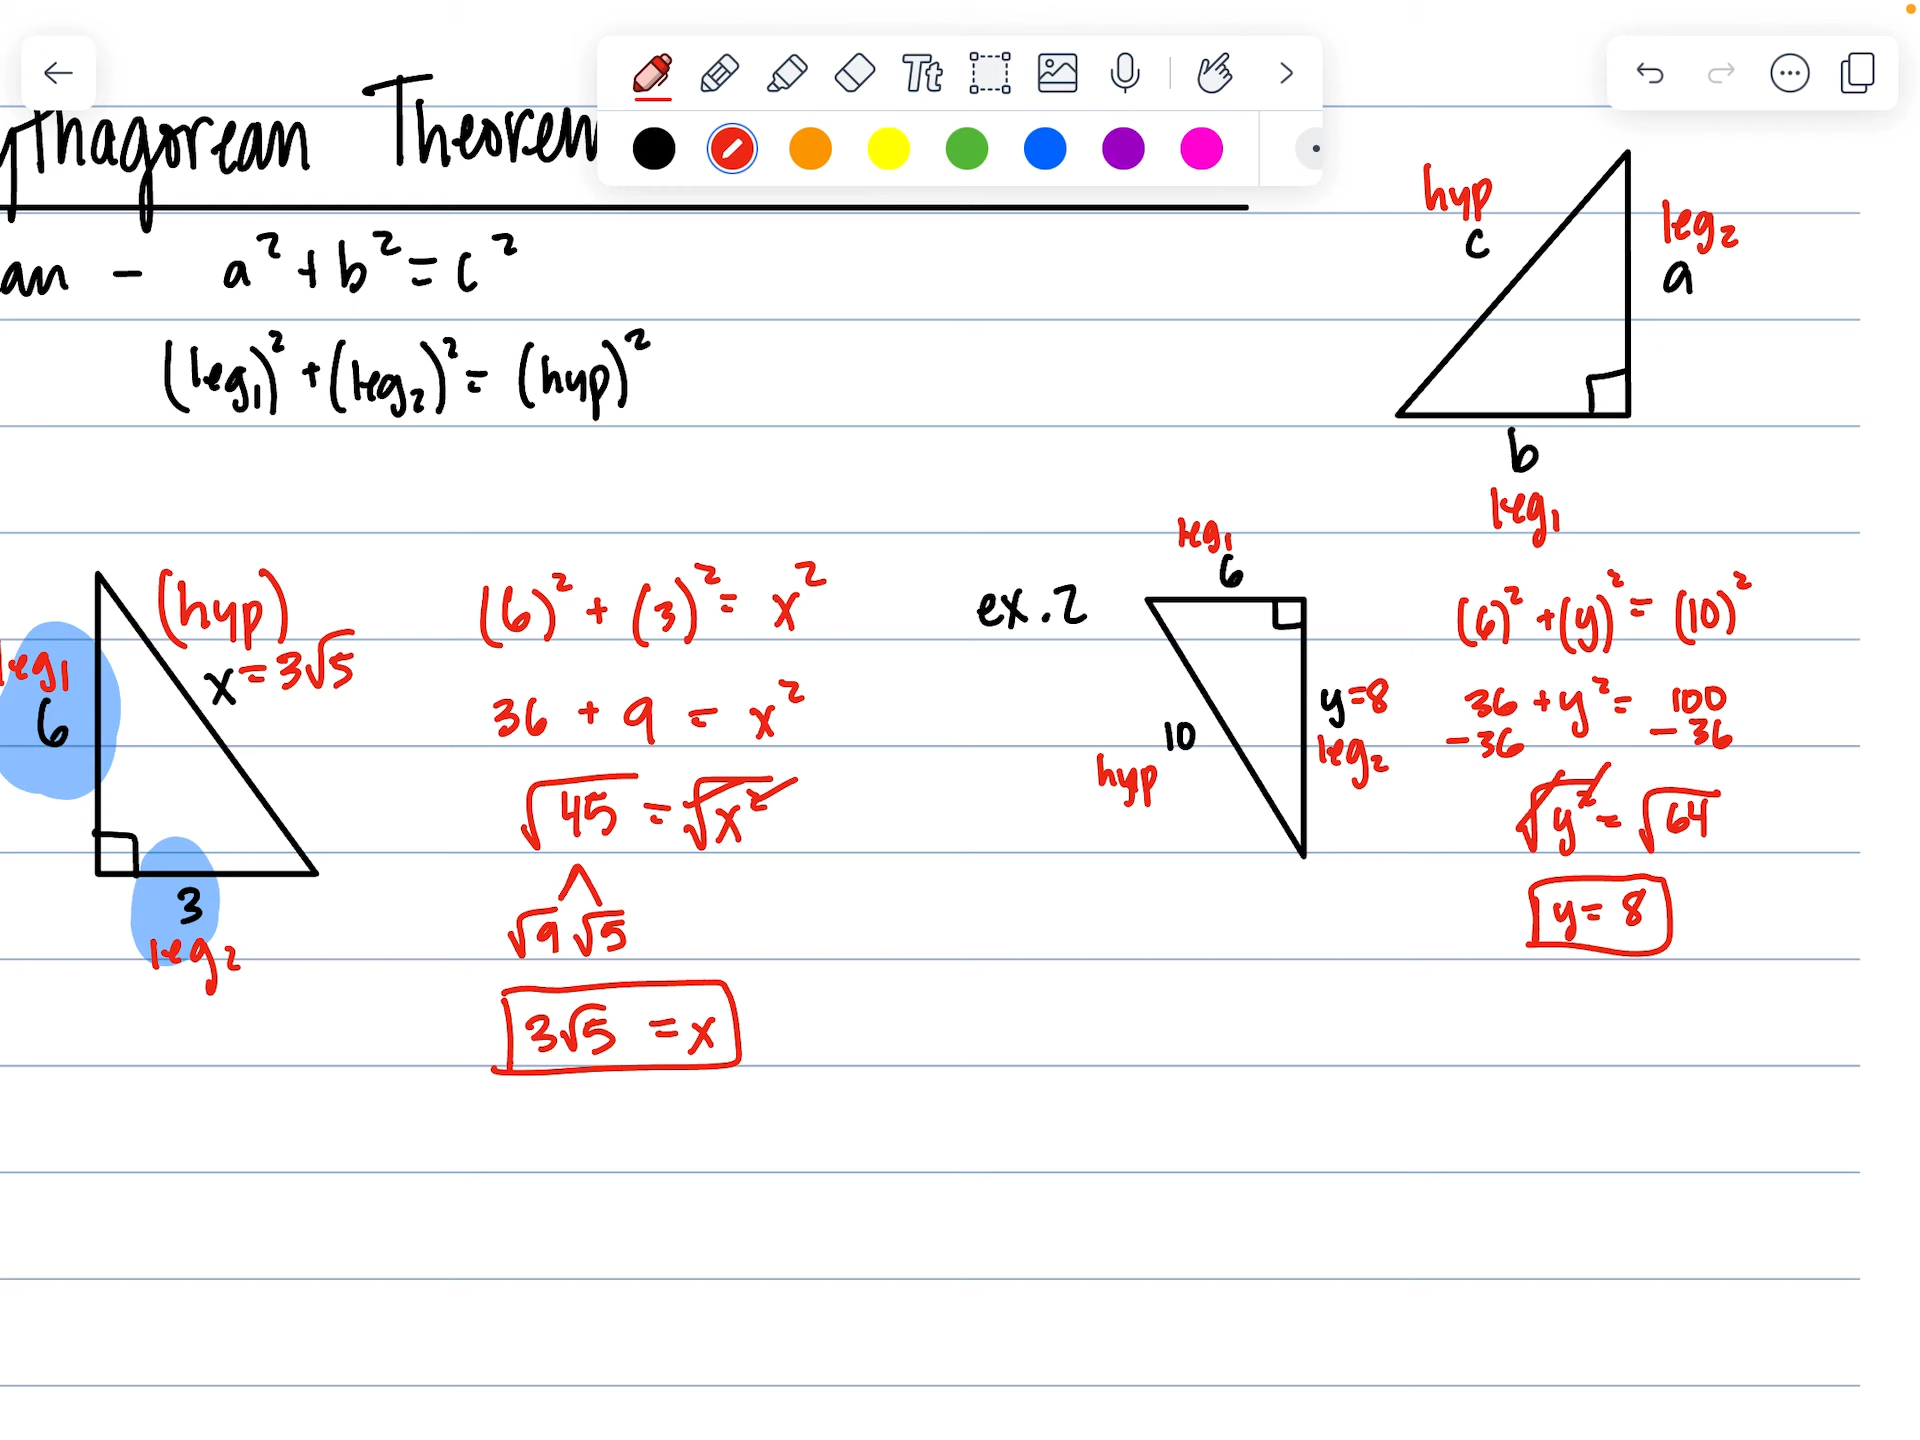 ythagorean Theorem
an - a² + b² = c²
(leg₁)² + (leg₂)² = (hyp)²
Tt
hyp
c
leg₂
a
b
leg₁
leg₁
6
(hyp)
x = 3√5
3
leg₂
(6)² + (3)² = x²
36 + 9 = x²
√45 = √x²
√9 √5
3√5 = x
ex. 2
leg₁
6
10
hyp
y = 8
leg₂
(6)² + (y)² = (10)²
36 + y² = 100
-36 - 36
√y² = √64
y = 8